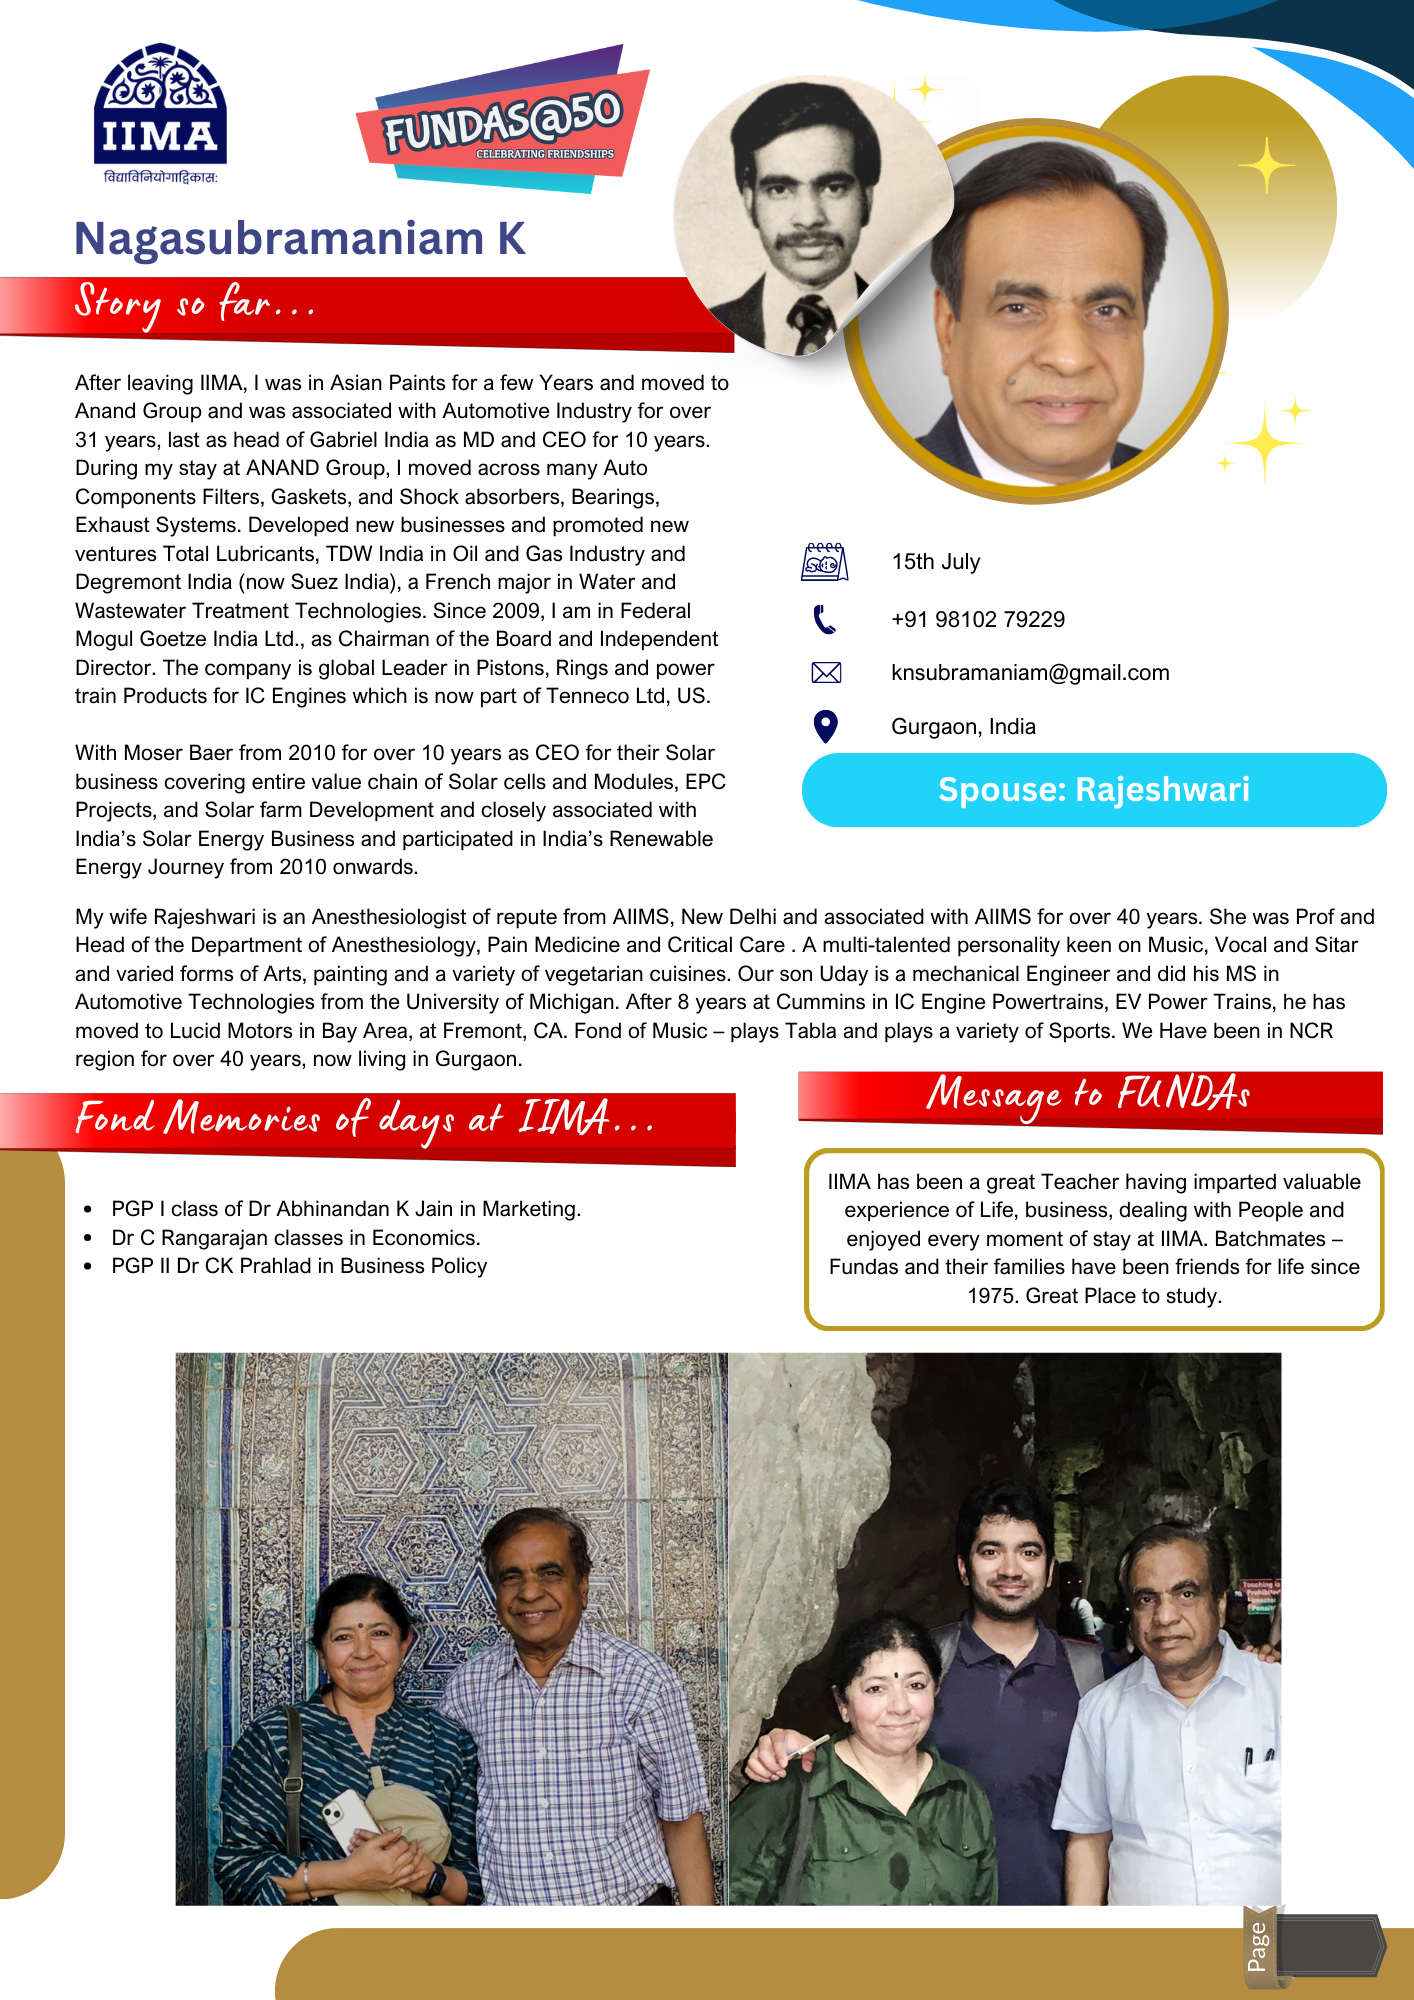 IIMA
विद्याविनियोगाद्विकास:
FUNDAS@50
CELEBRATING FRIENDSHIPS
Nagasubramaniam K
Story so far...
After leaving IIMA, I was in Asian Paints for a few Years and moved to
Anand Group and was associated with Automotive Industry for over
31 years, last as head of Gabriel India as MD and CEO for 10 years.
During my stay at ANAND Group, I moved across many Auto
Components Filters, Gaskets, and Shock absorbers, Bearings,
Exhaust Systems. Developed new businesses and promoted new
ventures Total Lubricants, TDW India in Oil and Gas Industry and
Degremont India (now Suez India), a French major in Water and
Wastewater Treatment Technologies. Since 2009, I am in Federal
Mogul Goetze India Ltd., as Chairman of the Board and Independent
Director. The company is global Leader in Pistons, Rings and power
train Products for IC Engines which is now part of Tenneco Ltd, US.
With Moser Baer from 2010 for over 10 years as CEO for their Solar
business covering entire value chain of Solar cells and Modules, EPC
Projects, and Solar farm Development and closely associated with
India’s Solar Energy Business and participated in India’s Renewable
Energy Journey from 2010 onwards.
15th July
+91 98102 79229
knsubramaniam@gmail.com
Gurgaon, India
Spouse: Rajeshwari
My wife Rajeshwari is an Anesthesiologist of repute from AIIMS, New Delhi and associated with AIIMS for over 40 years. She was Prof and
Head of the Department of Anesthesiology, Pain Medicine and Critical Care . A multi-talented personality keen on Music, Vocal and Sitar
and varied forms of Arts, painting and a variety of vegetarian cuisines. Our son Uday is a mechanical Engineer and did his MS in
Automotive Technologies from the University of Michigan. After 8 years at Cummins in IC Engine Powertrains, EV Power Trains, he has
moved to Lucid Motors in Bay Area, at Fremont, CA. Fond of Music – plays Tabla and plays a variety of Sports. We Have been in NCR
region for over 40 years, now living in Gurgaon.
Fond Memories of days at IIMA...
• PGP I class of Dr Abhinandan K Jain in Marketing.
• Dr C Rangarajan classes in Economics.
• PGP II Dr CK Prahlad in Business Policy
Message to FUNDAs
IIMA has been a great Teacher having imparted valuable
experience of Life, business, dealing with People and
enjoyed every moment of stay at IIMA. Batchmates –
Fundas and their families have been friends for life since
1975. Great Place to study.
Touching is
Prohibited
Page